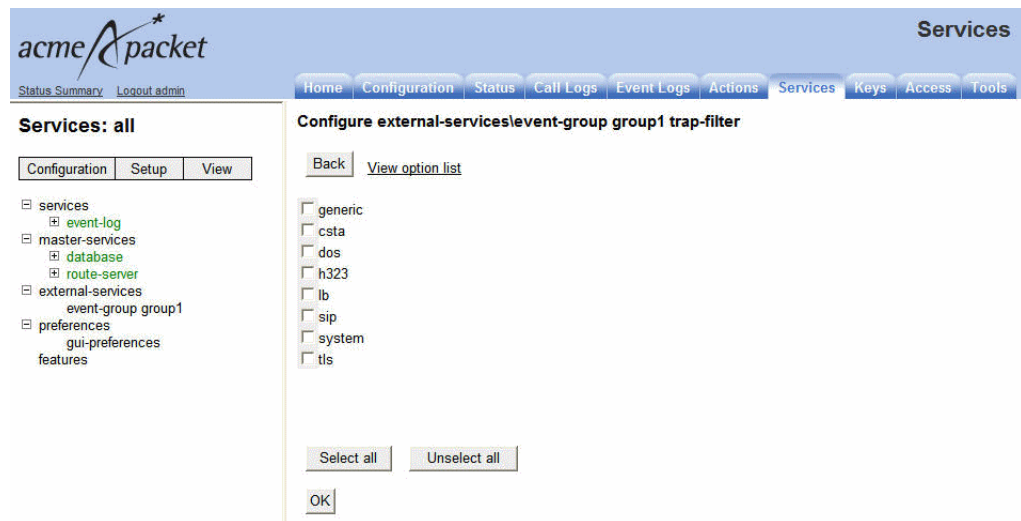 acme packet
Services
Status Summary Logout admin
Home Configuration Status Call Logs Event Logs Actions Services Keys Access Tools
Services: all
Configuration Setup View
services
event-log
master-services
database
route-server
external-services
event-group group1
preferences
gui-preferences
features
Configure external-services\event-group group1 trap-filter
Back View option list
generic
csta
dos
h323
lb
sip
system
tls
Select all Unselect all
OK